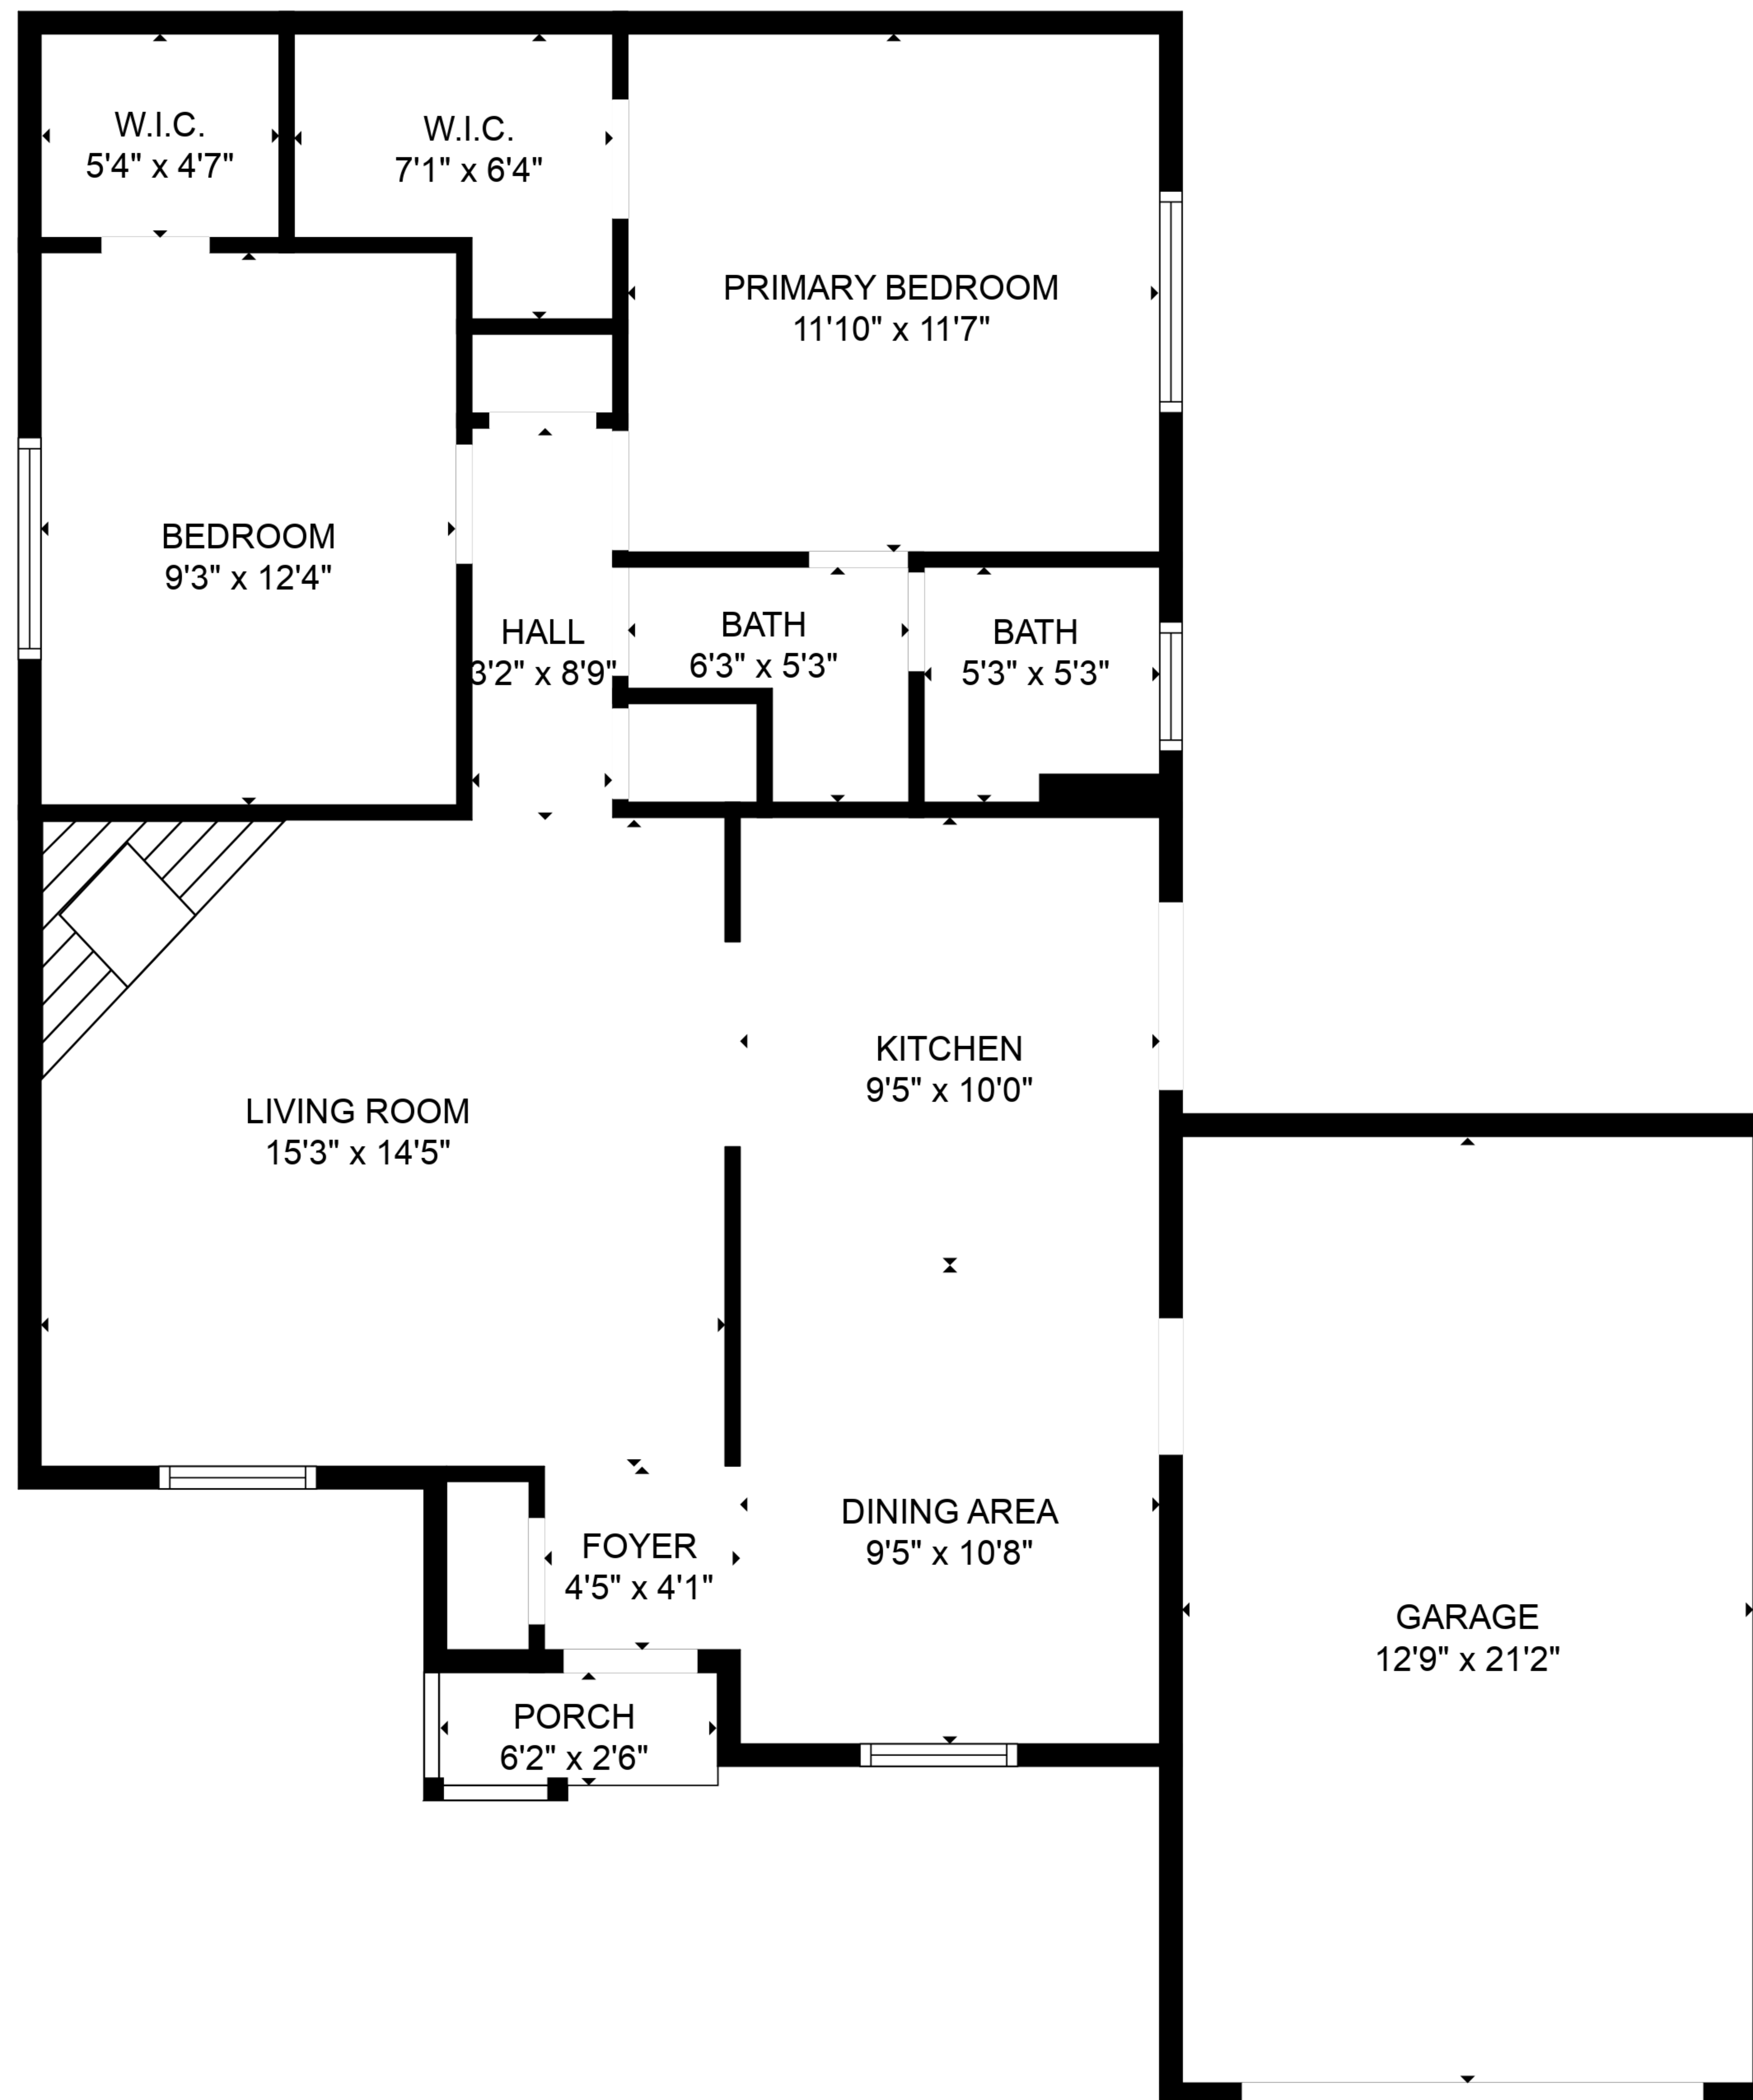 W.I.C.
5'4" x 4'7"
W.I.C.
7'1" x 6'4"
PRIMARY BEDROOM
11'10" x 11'7"
BEDROOM
9'3" x 12'4"
HALL
3'2" x 8'9"
BATH
6'3" x 5'3"
BATH
5'3" x 5'3"
KITCHEN
9'5" x 10'0"
LIVING ROOM
15'3" x 14'5"
DINING AREA
9'5" x 10'8"
FOYER
4'5" x 4'1"
GARAGE
12'9" x 21'2"
PORCH
6'2" x 2'6"